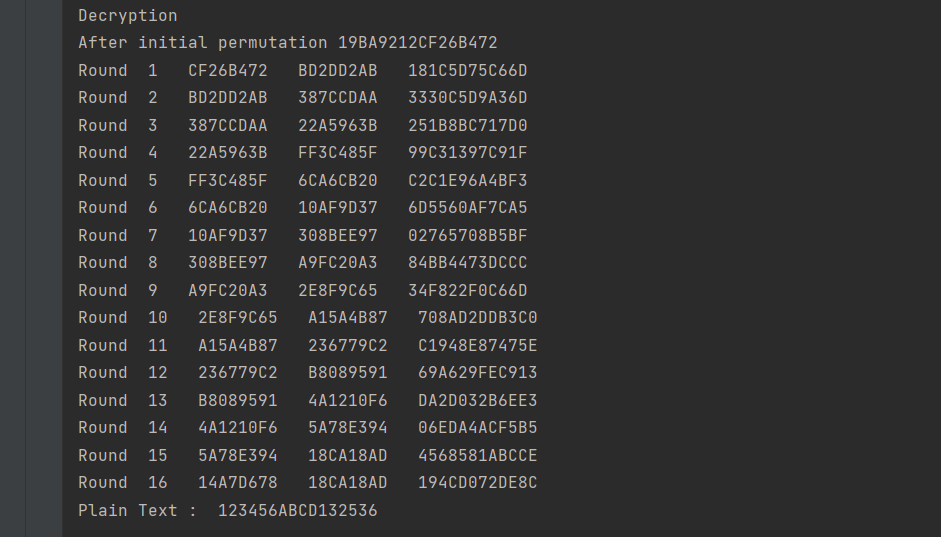 Decryption
After initial permutation 19BA9212CF26B472
Round  1   CF26B472   BD2DD2AB   181C5D75C66D
Round  2   BD2DD2AB   387CCDAA   3330C5D9A36D
Round  3   387CCDAA   22A5963B   251B8BC717D0
Round  4   22A5963B   FF3C485F   99C31397C91F
Round  5   FF3C485F   6CA6CB20   C2C1E96A4BF3
Round  6   6CA6CB20   10AF9D37   6D5560AF7CA5
Round  7   10AF9D37   308BEE97   02765708B5BF
Round  8   308BEE97   A9FC20A3   84BB4473DCCC
Round  9   A9FC20A3   2E8F9C65   34F822F0C66D
Round  10   2E8F9C65   A15A4B87   708AD2DDB3C0
Round  11   A15A4B87   236779C2   C1948E87475E
Round  12   236779C2   B8089591   69A629FEC913
Round  13   B8089591   4A1210F6   DA2D032B6EE3
Round  14   4A1210F6   5A78E394   06EDA4ACF5B5
Round  15   5A78E394   18CA18AD   4568581ABCCE
Round  16   14A7D678   18CA18AD   194CD072DE8C
Plain Text :  123456ABCD132536